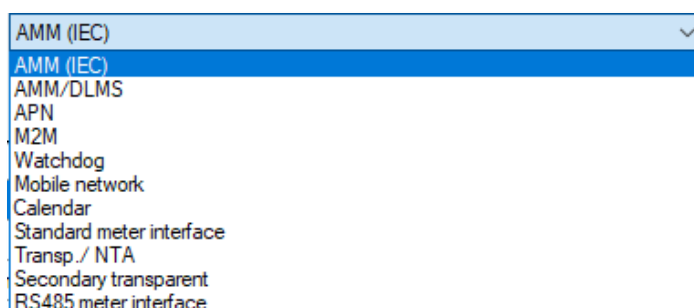 AMM (IEC)
AMM (IEC)
AMM/DLMS
APN
M2M
Watchdog
Mobile network
Calendar
Standard meter interface
Transp./ NTA
Secondary transparent
RS485 meter interface